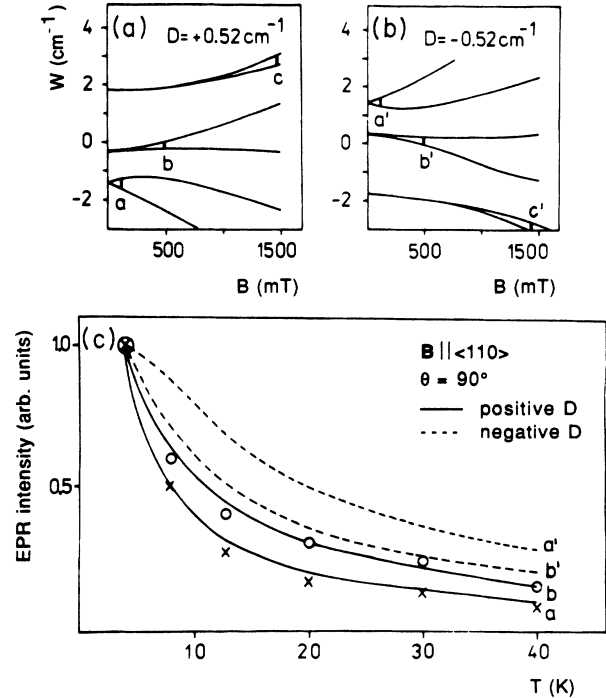 (a) D=+0.52cm⁻¹
(b) D=-0.52cm⁻¹
W (cm⁻¹)
4
2
0
-2
c
b
a
500
1500
B (mT)
2
0
-2
a'
b'
c'
500
1500
B (mT)
(c)
EPR intensity (arb. units)
1.0
0.5
B || <110>
θ = 90°
positive D
negative D
a'
b'
b
a
10
20
30
40
T (K)